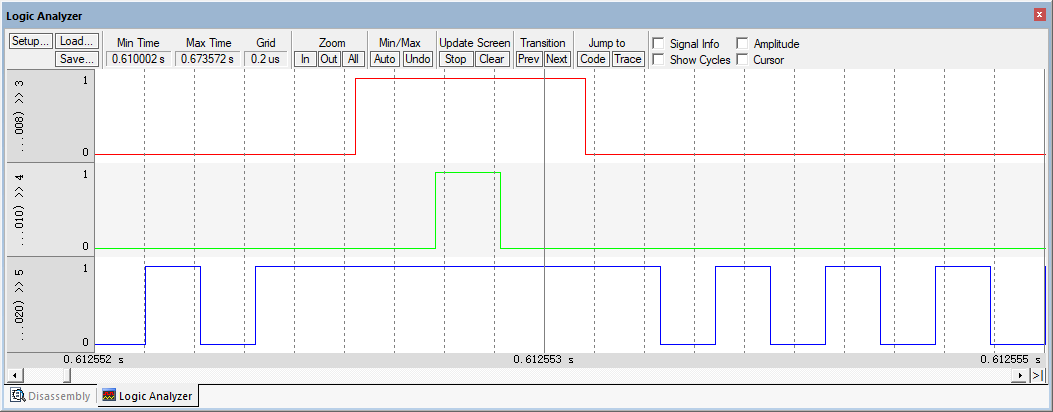 Logic Analyzer
Setup... Load... Min Time Max Time Grid Zoom Min/Max Update Screen Transition Jump to Signal Info Amplitude
Save... 0.610002 s 0.673572 s 0.2 us In Out All Auto Undo Stop Clear Prev Next Code Trace Show Cycles Cursor
1
...008) >> 3
0
1
...010) >> 4
0
1
...020) >> 5
0
0.612552 s 0.612553 s 0.612555 s
>|
Disassembly Logic Analyzer